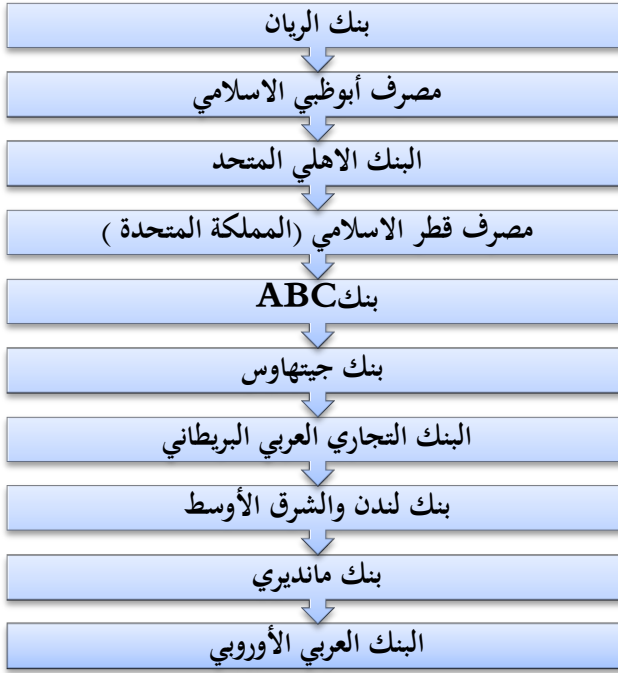 بنك الريان
مصرف أبوظبي الاسلامي
البنك الاهلي المتحد
مصرف قطر الاسلامي (المملكة المتحدة )
بنكABC
بنك جيتهاوس
البنك التجاري العربي البريطاني
بنك لندن والشرق الأوسط
بنك مانديري
البنك العربي الأوروبي